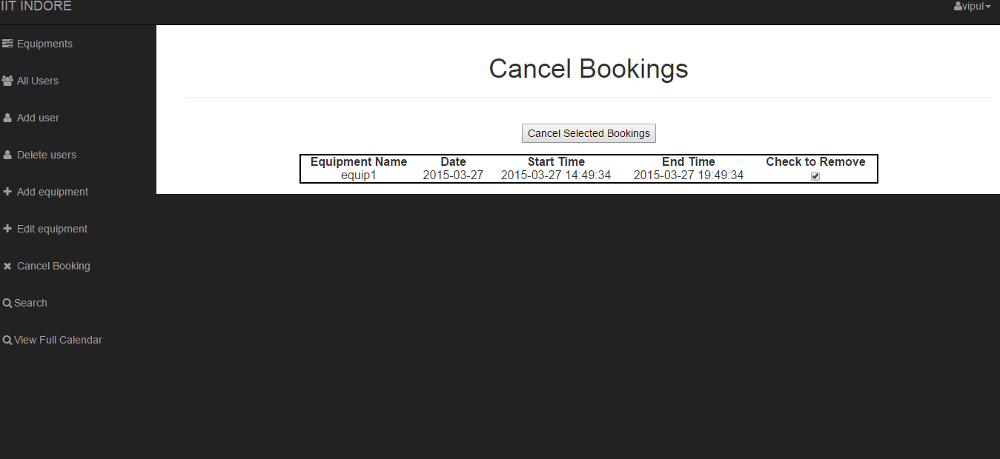 IIT INDORE
vipul
Equipments
All Users
Add user
Delete users
Add equipment
Edit equipment
Cancel Booking
Search
View Full Calendar
Cancel Bookings
Cancel Selected Bookings
Equipment Name Date Start Time End Time Check to Remove
equip1 2015-03-27 2015-03-27 14:49:34 2015-03-27 19:49:34